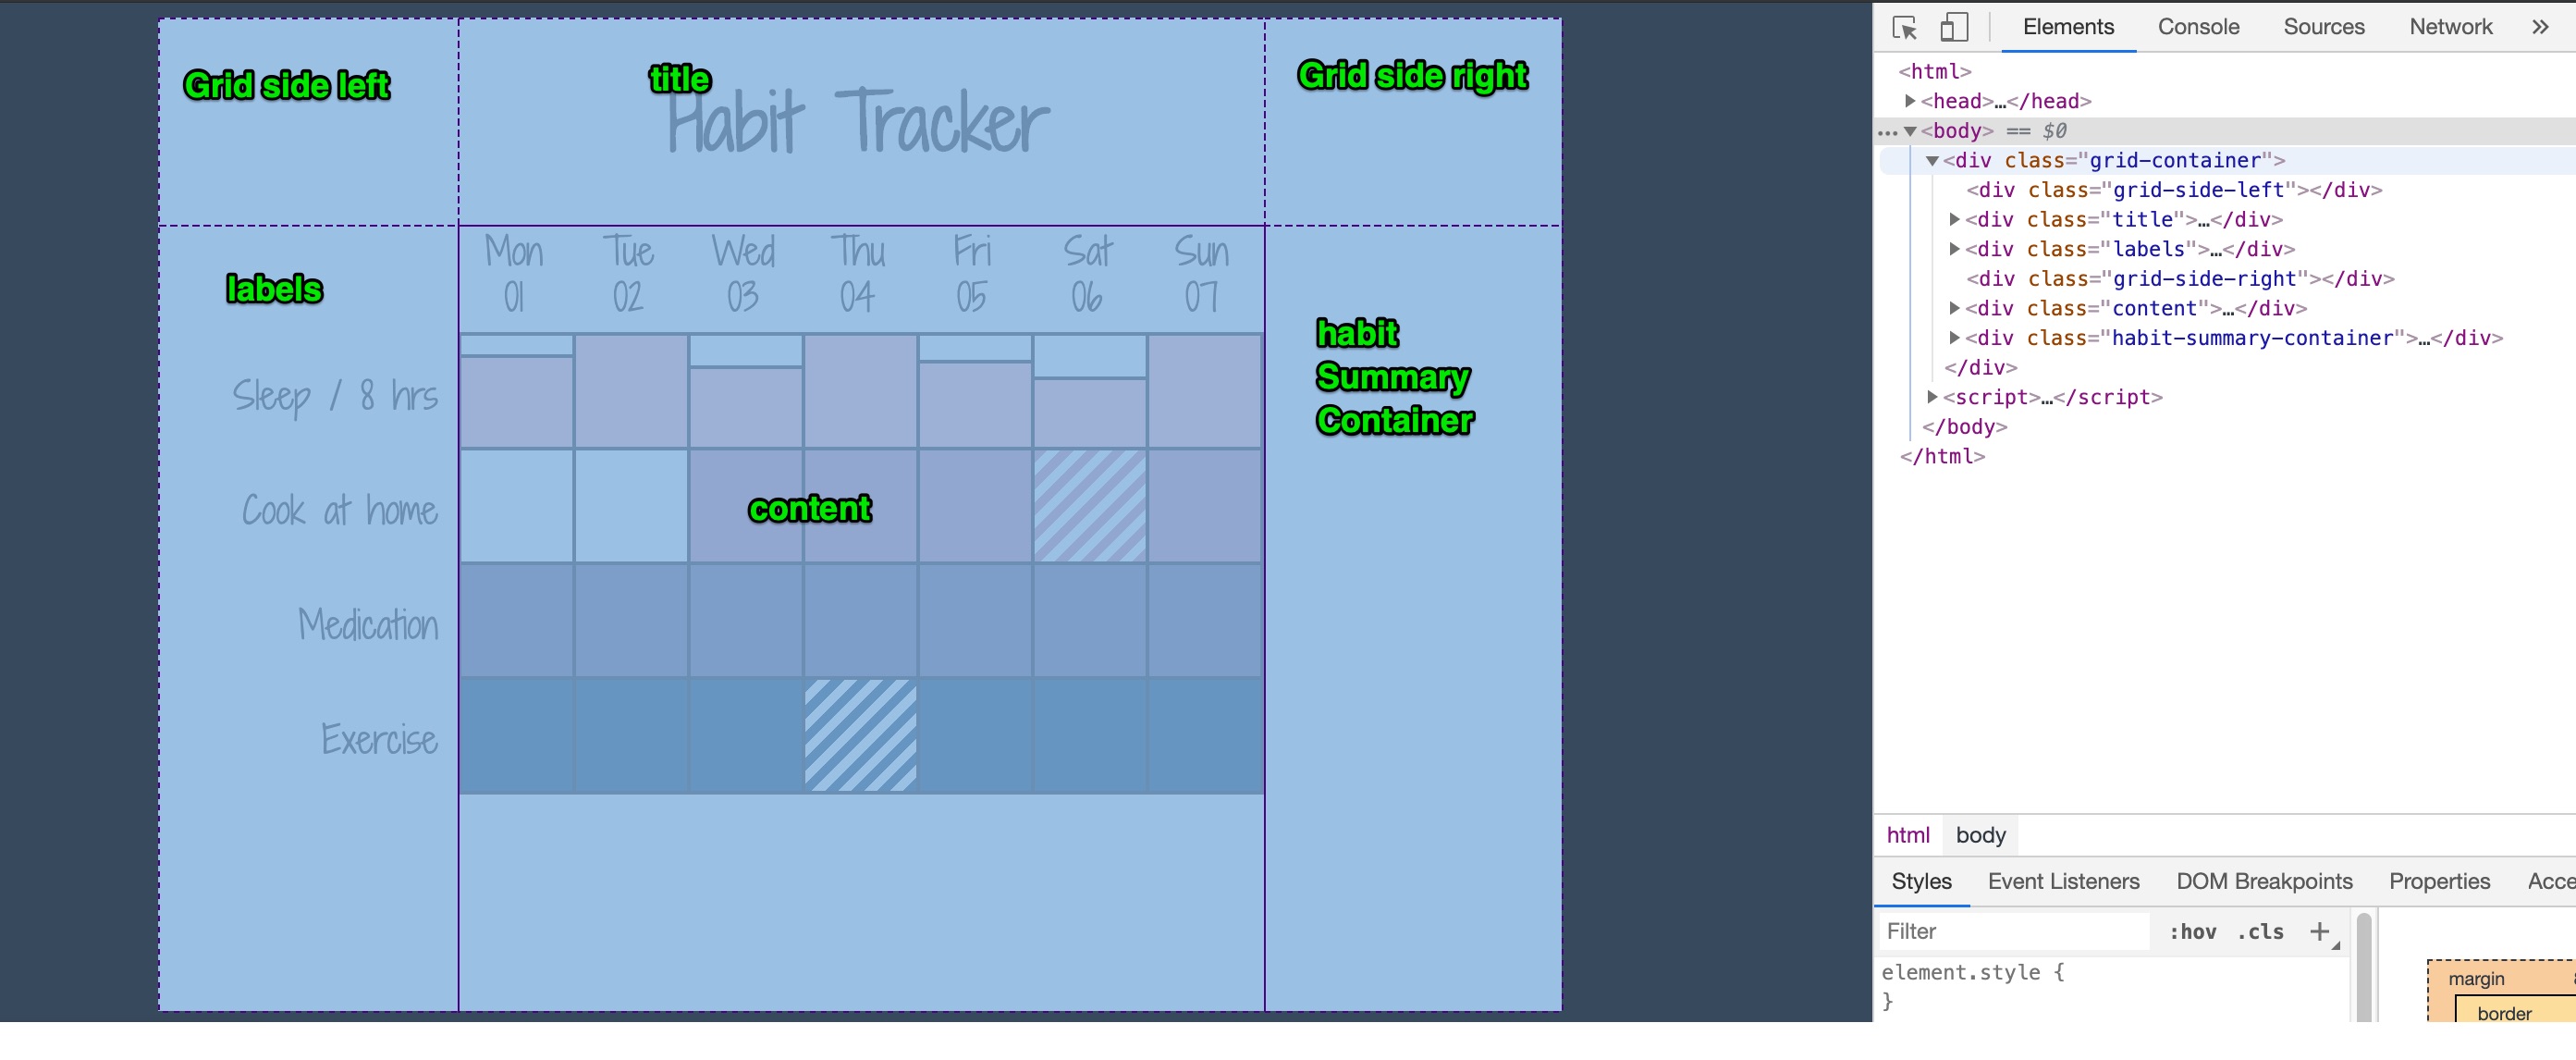 Grid side left
title
Grid side right
Habit Tracker
Mon Tue Wed Thu Fri Sat Sun
01 02 03 04 05 06 07
labels
habit
Summary
Container
Sleep / 8 hrs
Cook at home
content
Medication
Exercise
Elements Console Sources Network »
<html>
<head>…</head>
<body> == $0
<div class="grid-container">
<div class="grid-side-left"></div>
<div class="title">…</div>
<div class="labels">…</div>
<div class="grid-side-right"></div>
<div class="content">…</div>
<div class="habit-summary-container">…</div>
</div>
<script>…</script>
</body>
</html>
html body
Styles Event Listeners DOM Breakpoints Properties Acce
Filter :hov .cls +
element.style {
}
margin
border